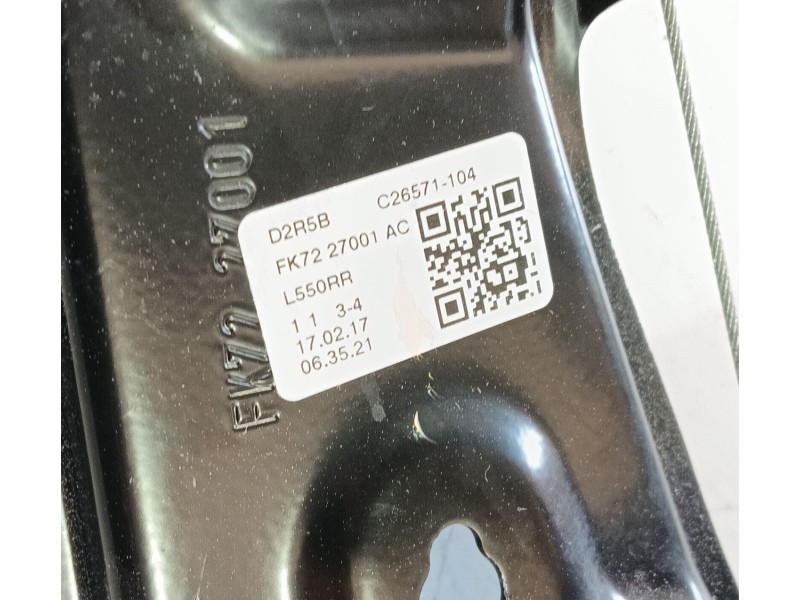 D2R5B C26571-104
FK72 27001 AC
L550RR
1 1 3-4
17.02.17
06.35.21
FK72 27001